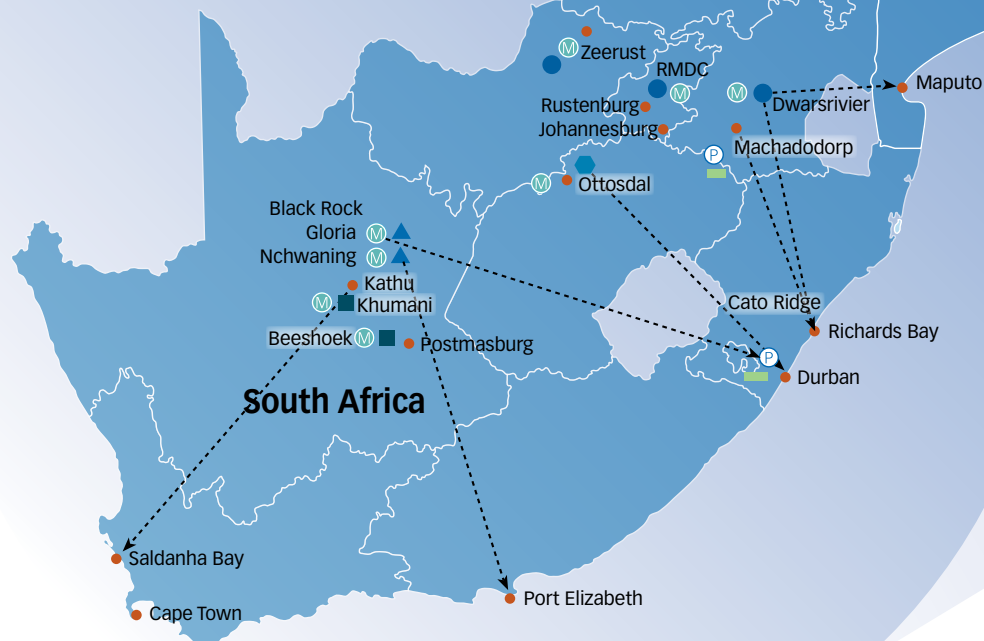 Zeerust
M
RMDC
M
M
Maputo
Dwarsrivier
Rustenburg
Johannesburg
Machadodorp
P
M
Ottosdal
Black Rock
Gloria
M
Nchwaning
M
Kathu
M
Khumani
Beeshoek
M
Postmasburg
Cato Ridge
Richards Bay
P
Durban
South Africa
Saldanha Bay
Port Elizabeth
Cape Town